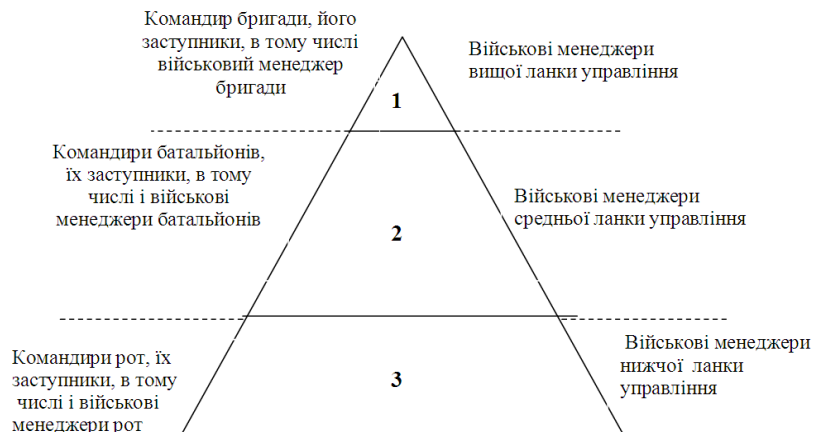 Командир бригади, його
заступники, в тому числі
військовий менеджер
бригади
Військові менеджери
вищої ланки управління
1
Командири батальйонів,
їх заступники, в тому
числі і військові
менеджери батальйонів
Військові менеджери
средньої ланки управління
2
Командири рот, їх
заступники, в тому
числі і військові
менеджери рот
Військові менеджери
нижчої ланки
управління
3